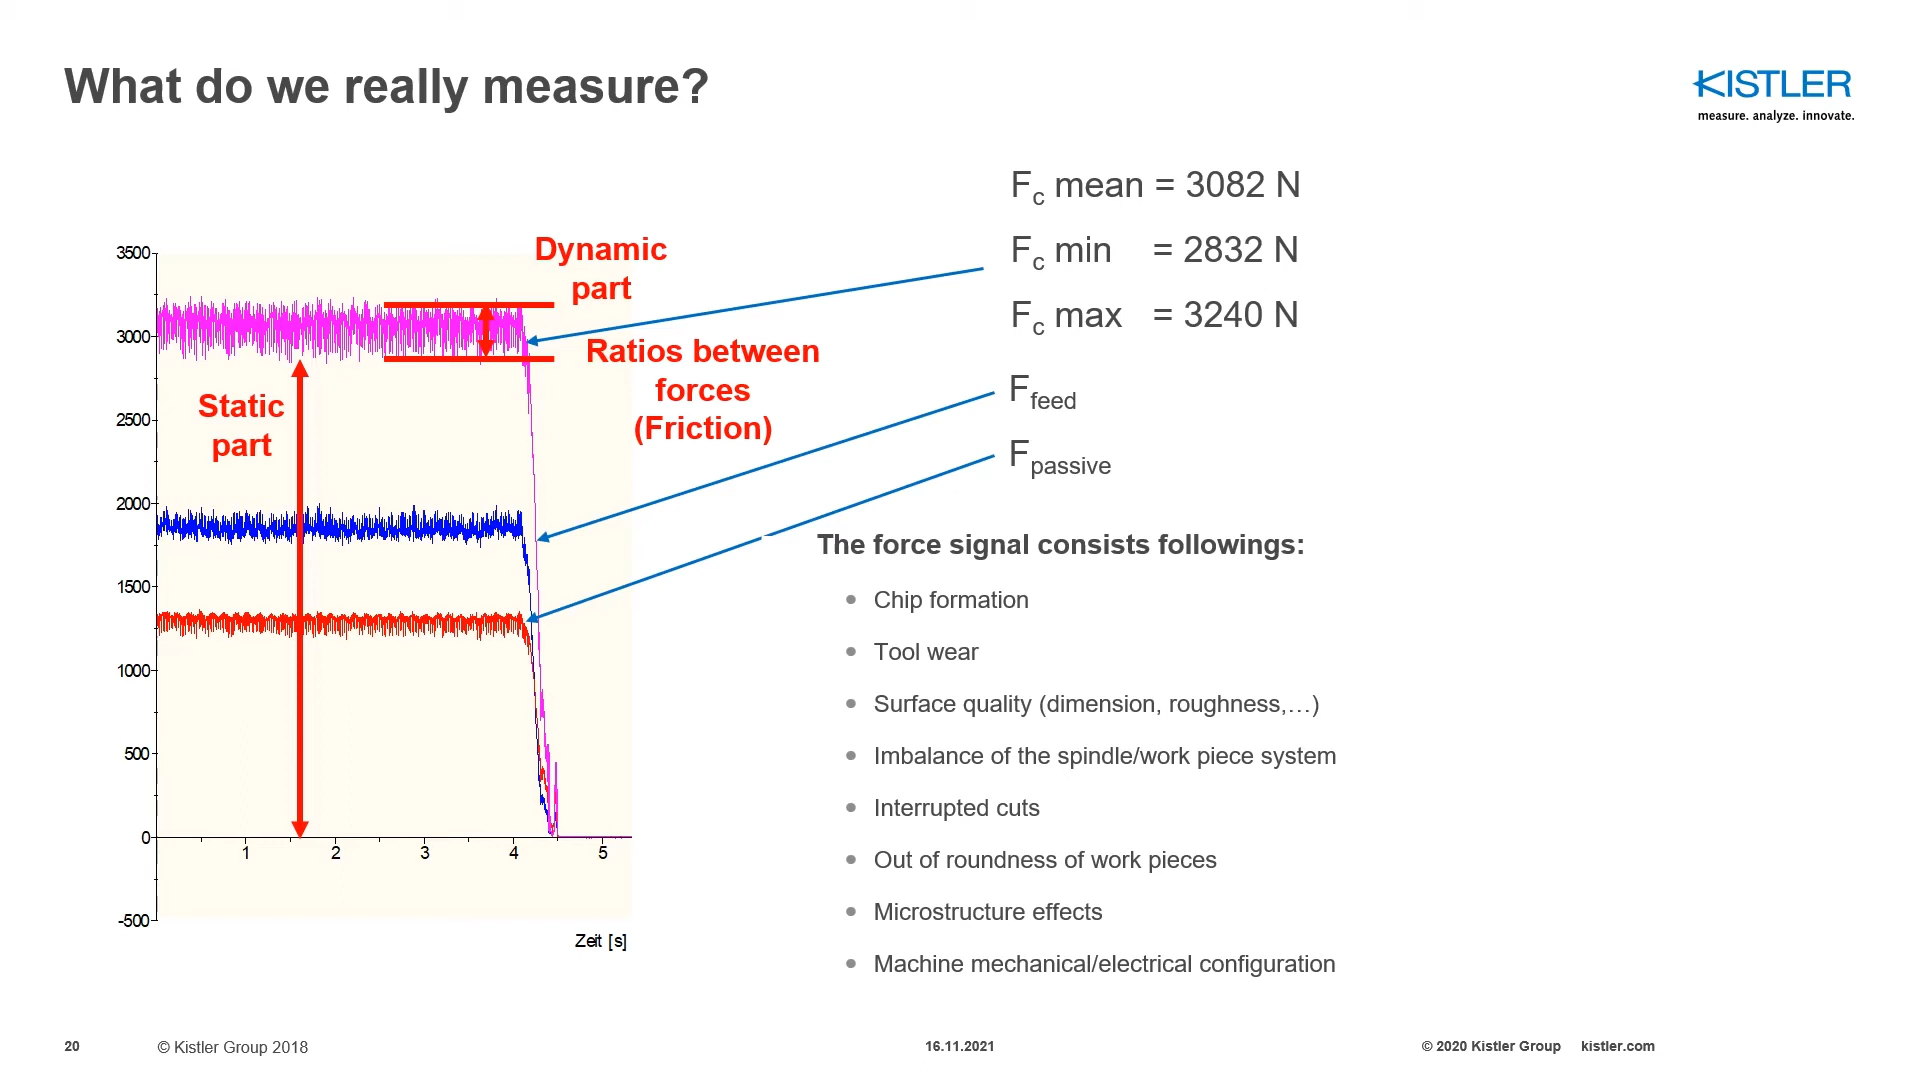 What do we really measure?
KISTLER
measure. analyze. innovate.
Fc mean = 3082 N
Fc min = 2832 N
Fc max = 3240 N
Ffeed
Fpassive
Dynamic
part
Ratios between
forces
(Friction)
Static
part
3500
3000
2500
2000
1500
1000
500
0
-500
1 2 3 4 5
Zeit [s]
The force signal consists followings:
• Chip formation
• Tool wear
• Surface quality (dimension, roughness,…)
• Imbalance of the spindle/work piece system
• Interrupted cuts
• Out of roundness of work pieces
• Microstructure effects
• Machine mechanical/electrical configuration
20 © Kistler Group 2018 16.11.2021 © 2020 Kistler Group kistler.com